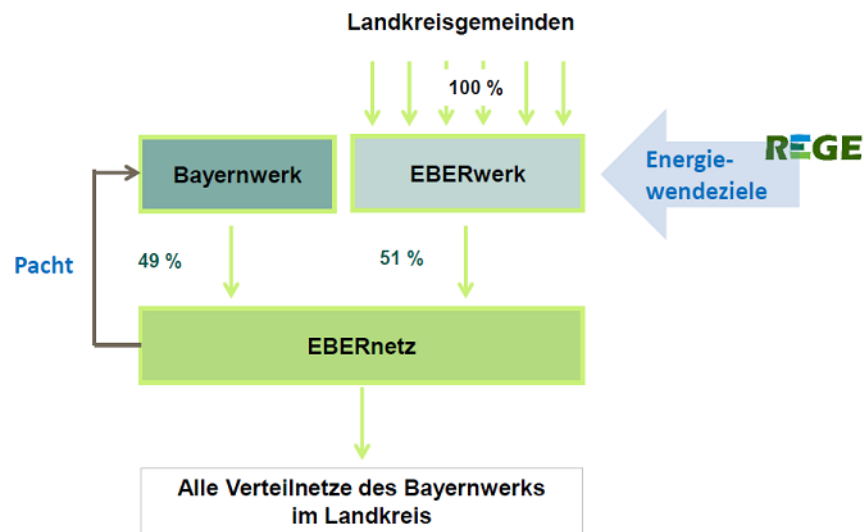 Landkreisgemeinden
100 %
Bayernwerk
EBERwerk
Energie-
wendeziele
REGE
Pacht
49 %
51 %
EBERnetz
Alle Verteilnetze des Bayernwerks
im Landkreis